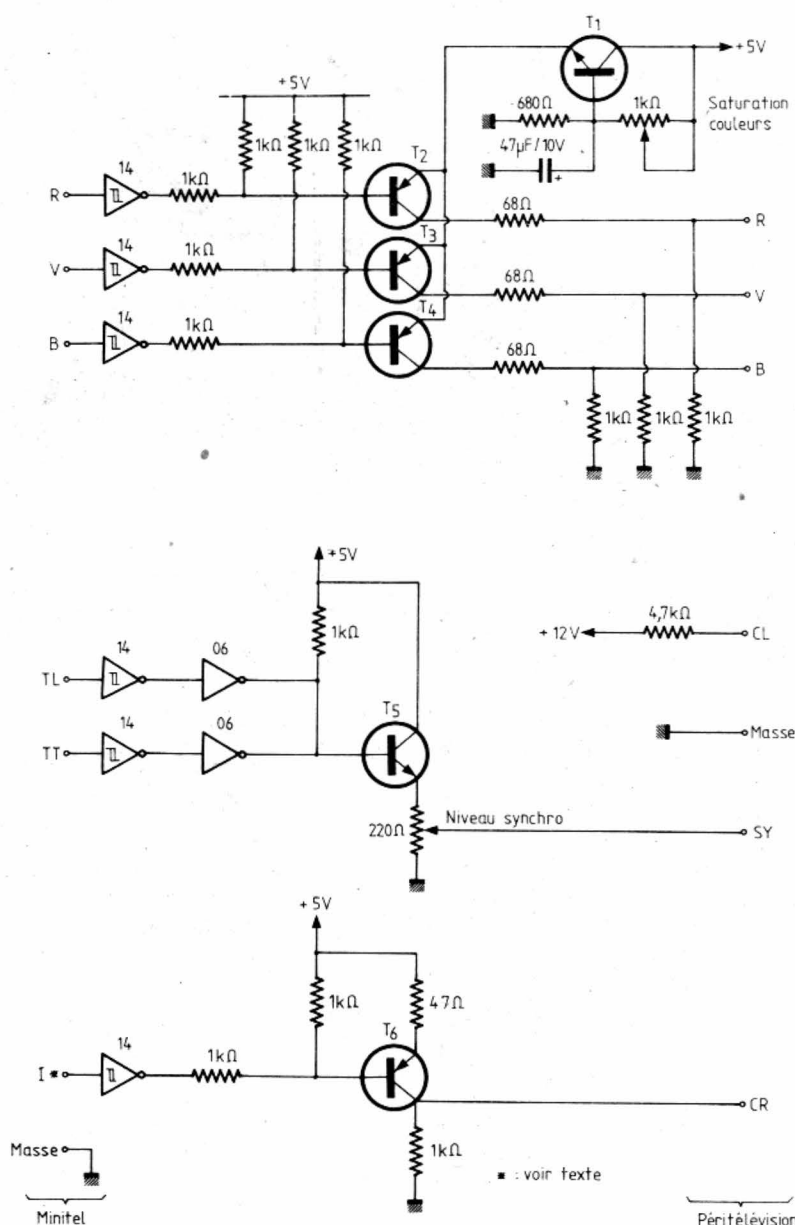 T1
+5V
+5V
680Ω
1kΩ
Saturation
couleurs
47µF/10V
+
1kΩ
1kΩ
1kΩ
T2
14
1kΩ
R
68Ω
R
T3
14
1kΩ
V
68Ω
V
T4
14
1kΩ
B
68Ω
B
1kΩ
1kΩ
1kΩ
+5V
1kΩ
4,7kΩ
+12V
CL
14
06
TL
T5
14
06
TT
Masse
220Ω
Niveau synchro
SY
+5V
1kΩ
47Ω
T6
14
1kΩ
I*
CR
1kΩ
Masse
* : voir texte
Minitel
Péritélévision